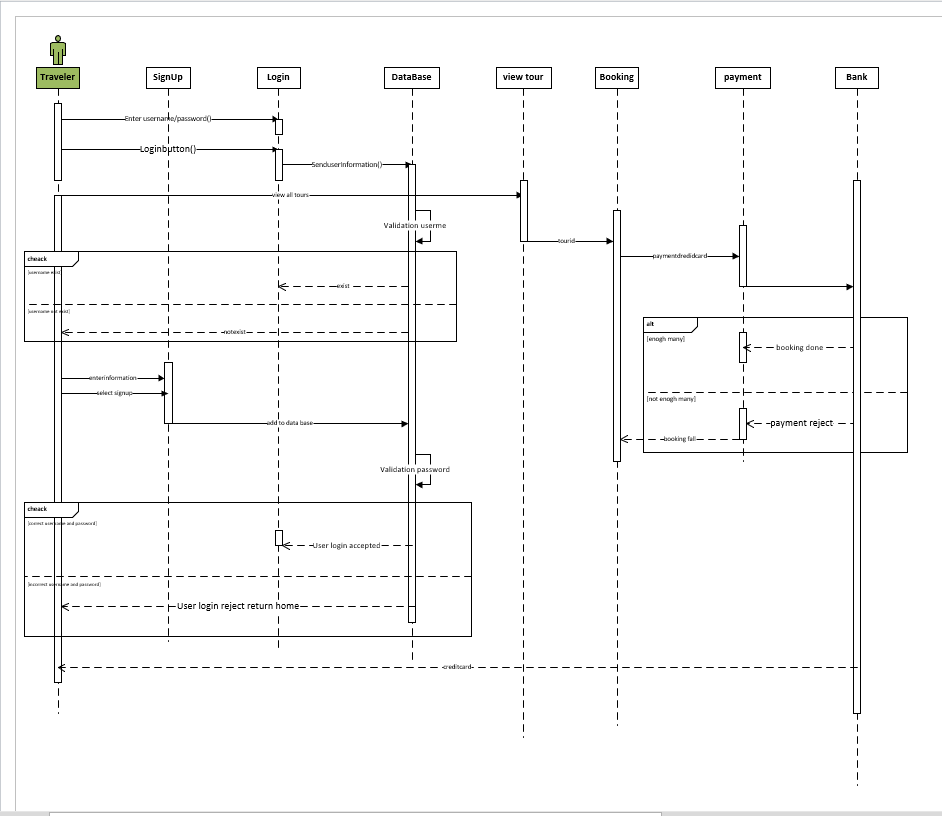 Traveler
SignUp
Login
DataBase
view tour
Booking
payment
Bank
Enter username/password()
Loginbutton()
SenduserInformation()
view all tours
Validation userme
tourid
paymentdredidcard
cheack
[username exist]
exist
[username not exist]
notexist
alt
[enogh many]
booking done
[not enogh many]
payment reject
booking fall
enterinformation
select signup
add to data base
Validation password
cheack
[correct username and password]
User login accepted
[incorrect username and password]
User login reject return home
creditcard